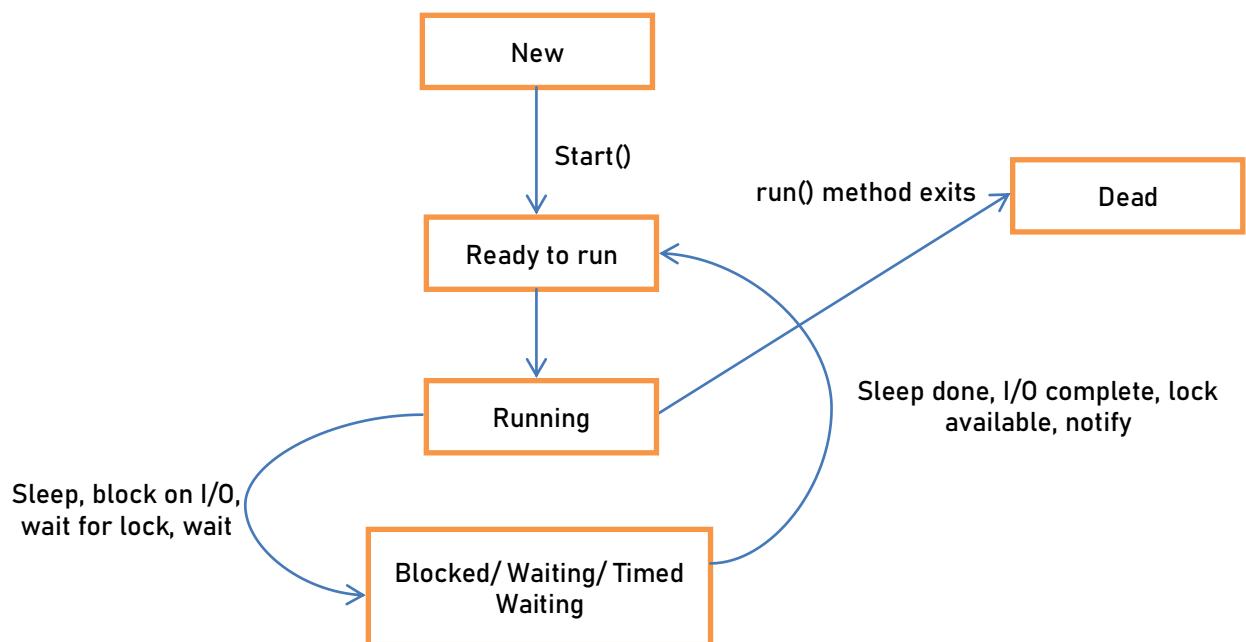 New
Start()
run() method exits
Dead
Ready to run
Running
Sleep done, I/O complete, lock
available, notify
Sleep, block on I/O,
wait for lock, wait
Blocked/ Waiting/ Timed
Waiting